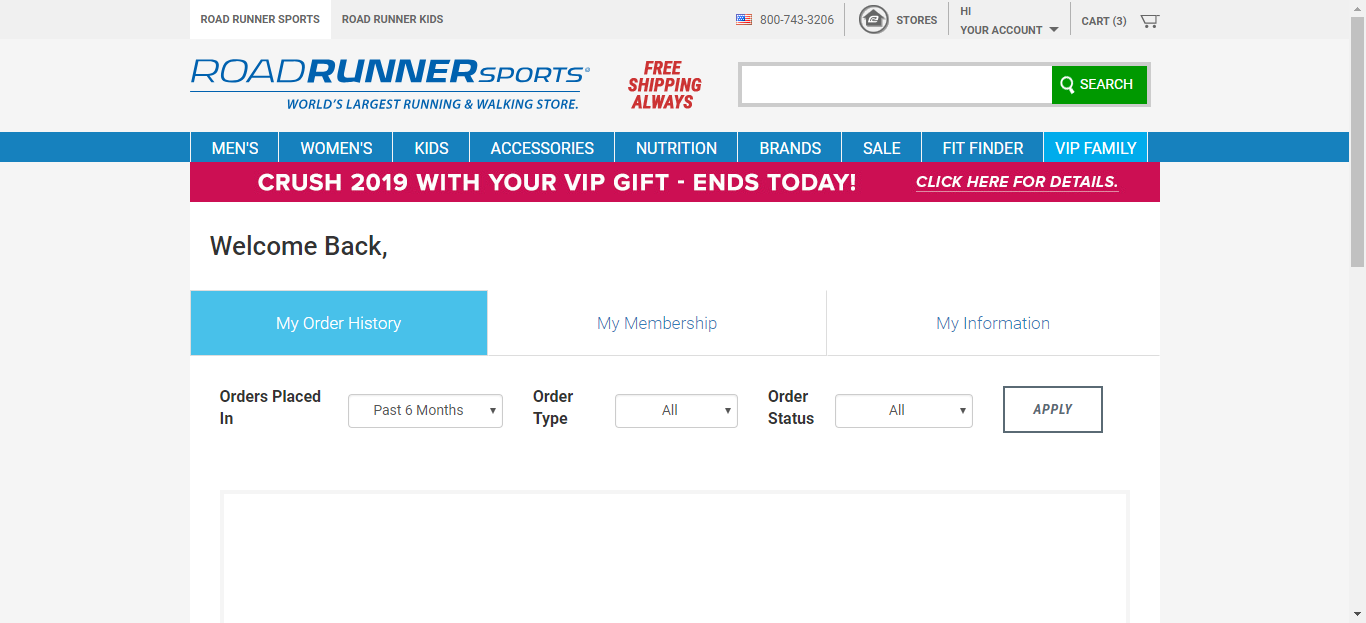 ROAD RUNNER SPORTS
ROAD RUNNER KIDS
800-743-3206
STORES
HI
YOUR ACCOUNT
CART (3)
ROADRUNNERSPORTS®
WORLD'S LARGEST RUNNING & WALKING STORE.
FREE
SHIPPING
ALWAYS
SEARCH
MEN'S
WOMEN'S
KIDS
ACCESSORIES
NUTRITION
BRANDS
SALE
FIT FINDER
VIP FAMILY
CRUSH 2019 WITH YOUR VIP GIFT - ENDS TODAY!
CLICK HERE FOR DETAILS.
Welcome Back,
My Order History
My Membership
My Information
Orders Placed
In
Past 6 Months
Order
Type
All
Order
Status
All
APPLY